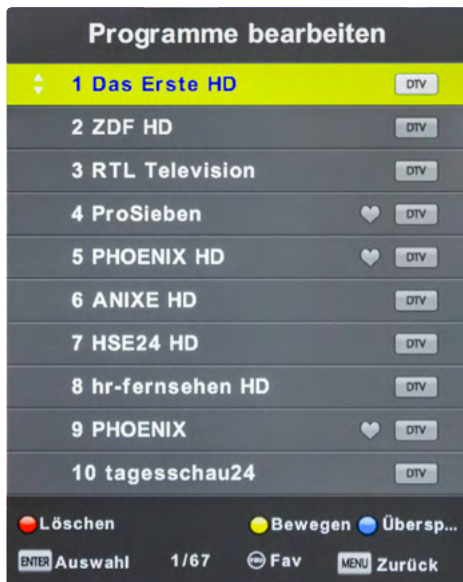 Programme bearbeiten
1 Das Erste HD DTV
2 ZDF HD DTV
3 RTL Television DTV
4 ProSieben DTV
5 PHOENIX HD DTV
6 ANIXE HD DTV
7 HSE24 HD DTV
8 hr-fernsehen HD DTV
9 PHOENIX DTV
10 tagesschau24 DTV
Löschen Bewegen Übersp...
ENTER Auswahl 1/67 FAV Fav MENU Zurück